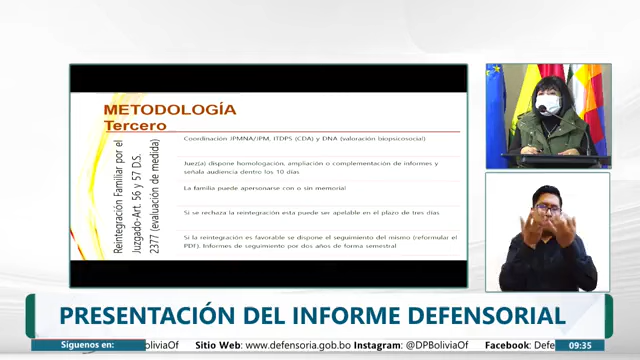 METODOLOGÍA
Tercero
Reintegración Familiar por el
Juzgado-Art. 56 y 57 D.S.
2377 (evaluación de medida)
Coordinación JPMNA/JPM, ITDPS (CDA) y DNA (valoración biopsicosocial)
Juez(a) dispone homologación, ampliación o complementación de informes y
señala audiencia dentro los 10 días
La familia puede apersonarse con o sin memorial
Si se rechaza la reintegración esta puede ser apelable en el plazo de tres días
Si la reintegración es favorable se dispone el seguimiento del mismo (reformular el
PDF). Informes de seguimiento por dos años de forma semestral
PRESENTACIÓN DEL INFORME DEFENSORIAL
Síguenos en: oliviaOf Sitio Web: www.defensoria.gob.bo Instagram: @DPBoliviaOf Facebook: Defe 09:35